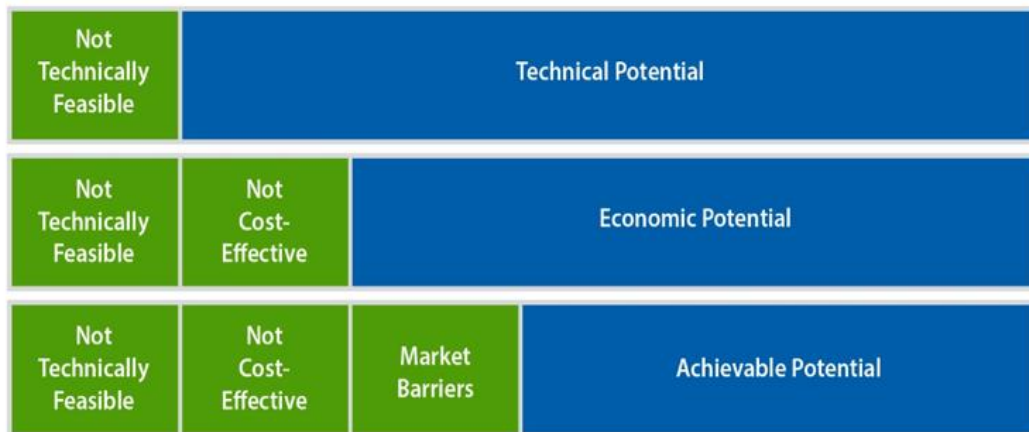 Not
Technically
Feasible
Technical Potential
Not
Technically
Feasible
Not
Cost-
Effective
Economic Potential
Not
Technically
Feasible
Not
Cost-
Effective
Market
Barriers
Achievable Potential